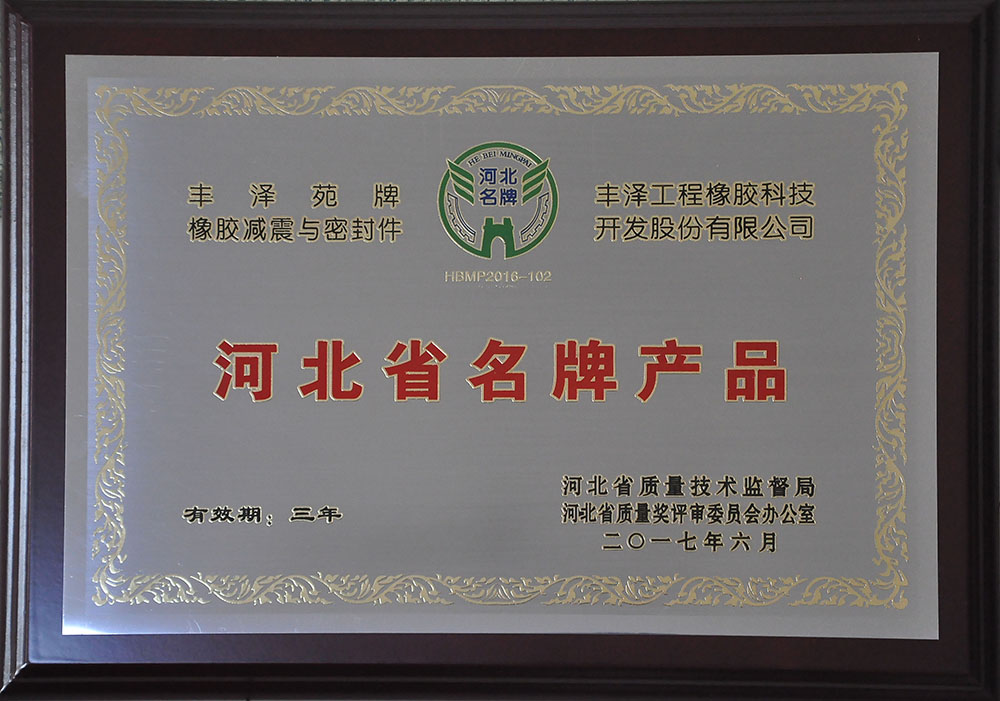 丰泽苑牌
橡胶减震与密封件
HE BEI MINGPAI
河北
名牌
HBMP2016-102
丰泽工程橡胶科技
开发股份有限公司
河北省名牌产品
有效期：三年
河北省质量技术监督局
河北省质量奖评审委员会办公室
二〇一七年六月